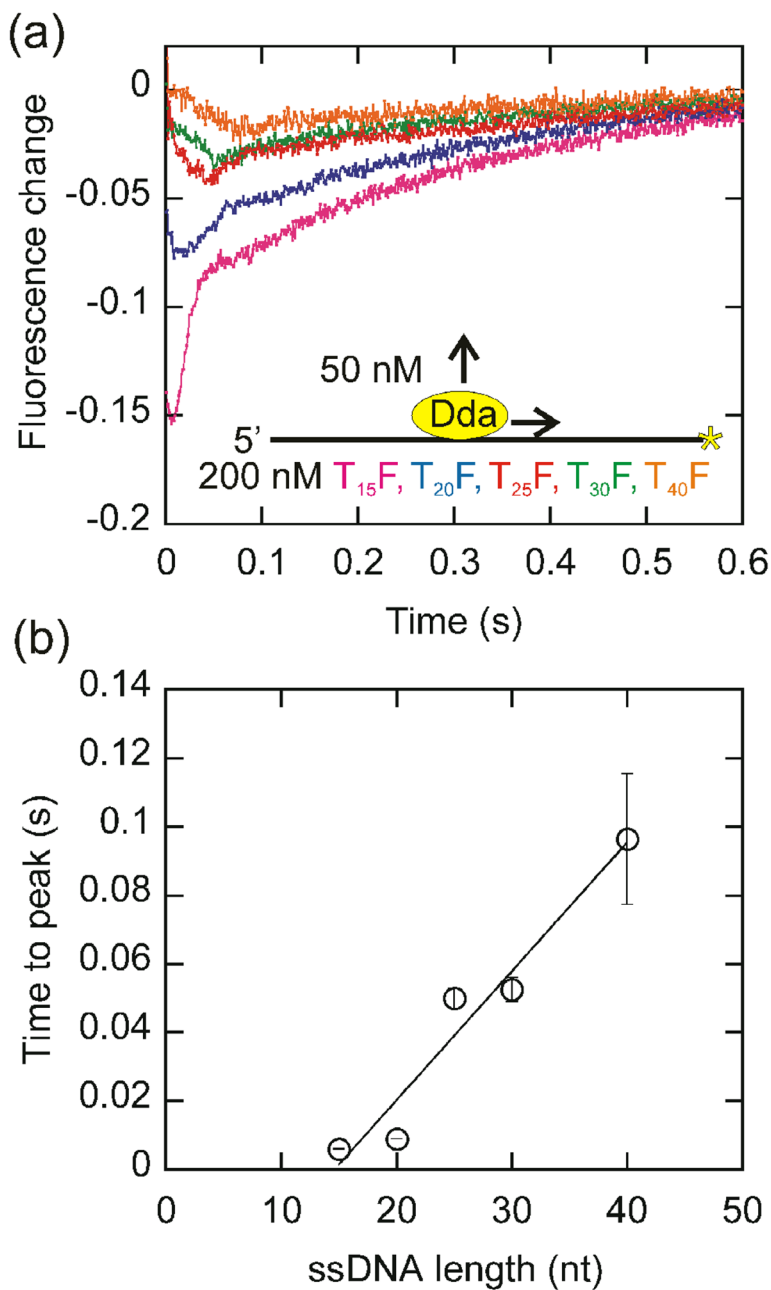 (a)
Fluorescence change
0
-0.05
-0.1
-0.15
-0.2
50 nM
Dda
5’
*
200 nM T₁₅F, T₂₀F, T₂₅F, T₃₀F, T₄₀F
0 0.1 0.2 0.3 0.4 0.5 0.6
Time (s)
(b)
Time to peak (s)
0.14
0.12
0.1
0.08
0.06
0.04
0.02
0
0 10 20 30 40 50
ssDNA length (nt)